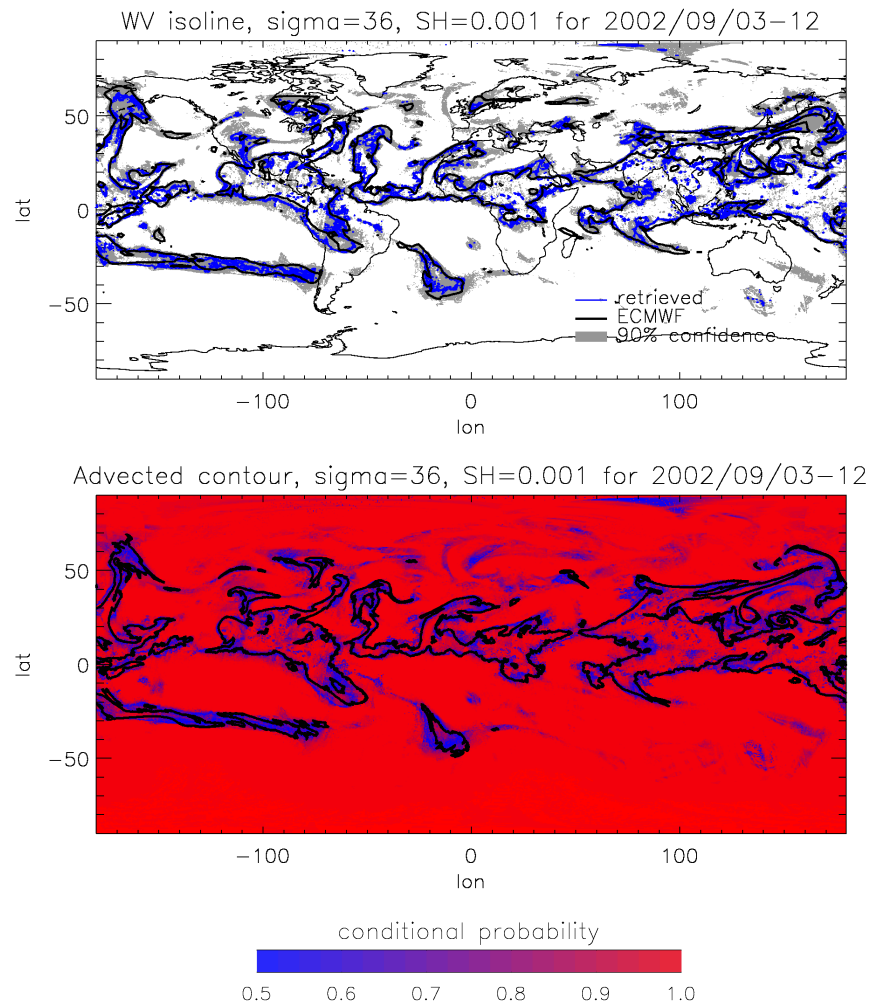 WV isoline, sigma=36, SH=0.001 for 2002/09/03-12
50
0
-50
lat
retrieved
ECMWF
90% confidence
-100 0 100
lon
Advected contour, sigma=36, SH=0.001 for 2002/09/03-12
50
0
-50
lat
-100 0 100
lon
conditional probability
0.5 0.6 0.7 0.8 0.9 1.0